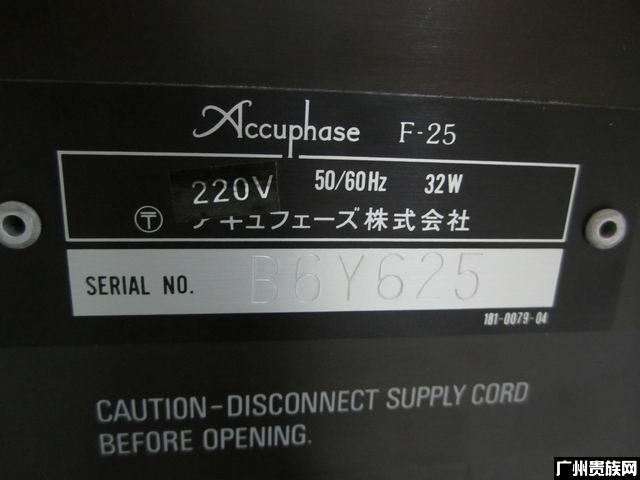 Accuphase F-25
220V 50/60Hz 32W
〒 アキュフェーズ株式会社
SERIAL NO. B6Y625
181-0079-04
CAUTION-DISCONNECT SUPPLY CORD
BEFORE OPENING.
广州贵族网